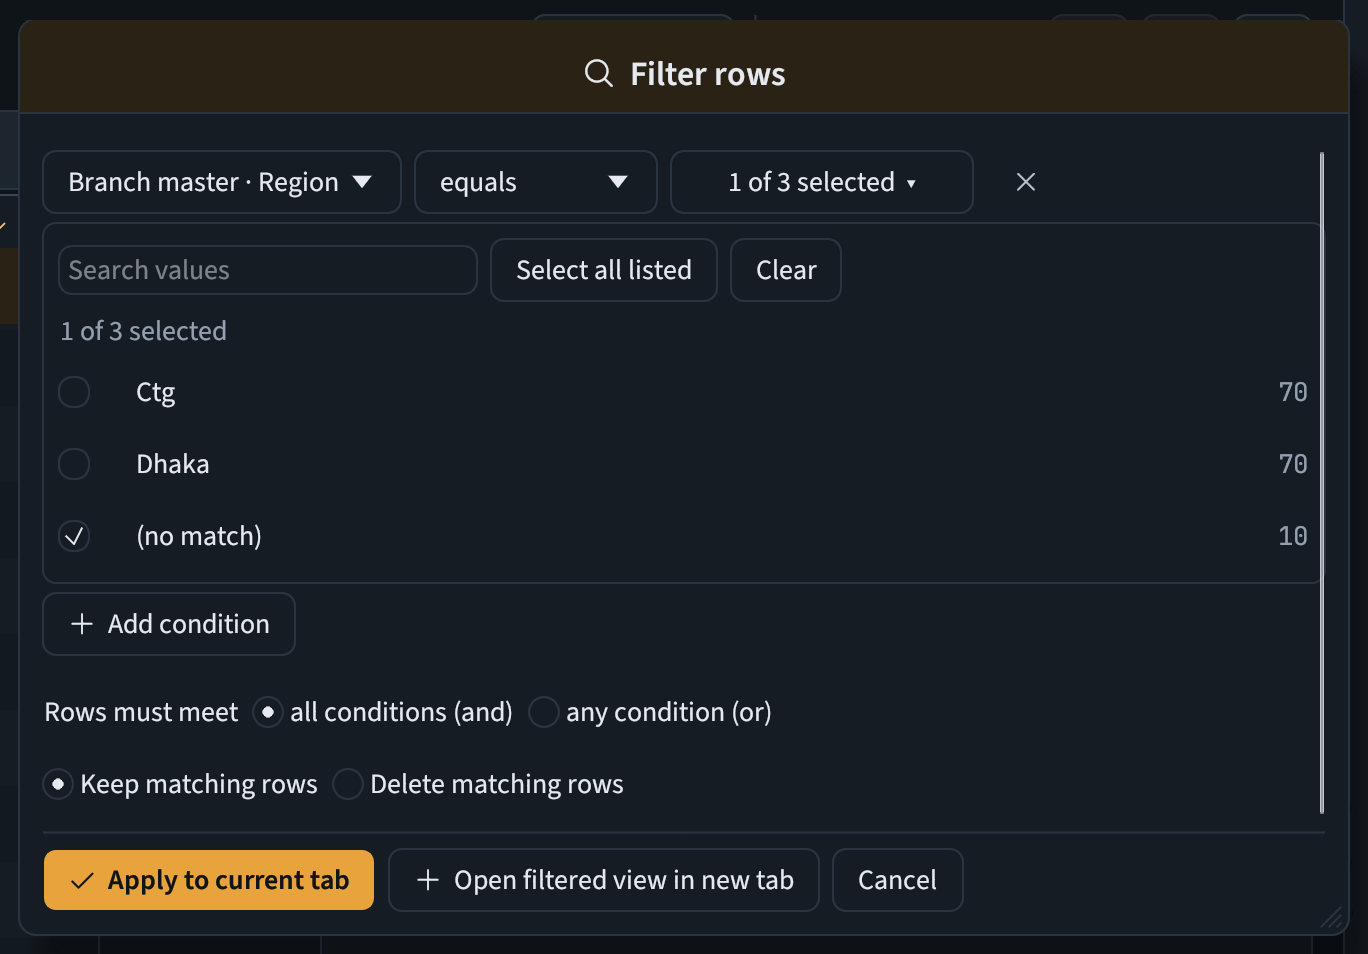 Filter rows
Branch master · Region ▼ equals ▼ 1 of 3 selected ▾ ×
Search values Select all listed Clear
1 of 3 selected
Ctg 70
Dhaka 70
(no match) 10
+ Add condition
Rows must meet all conditions (and) any condition (or)
Keep matching rows Delete matching rows
✓ Apply to current tab + Open filtered view in new tab Cancel